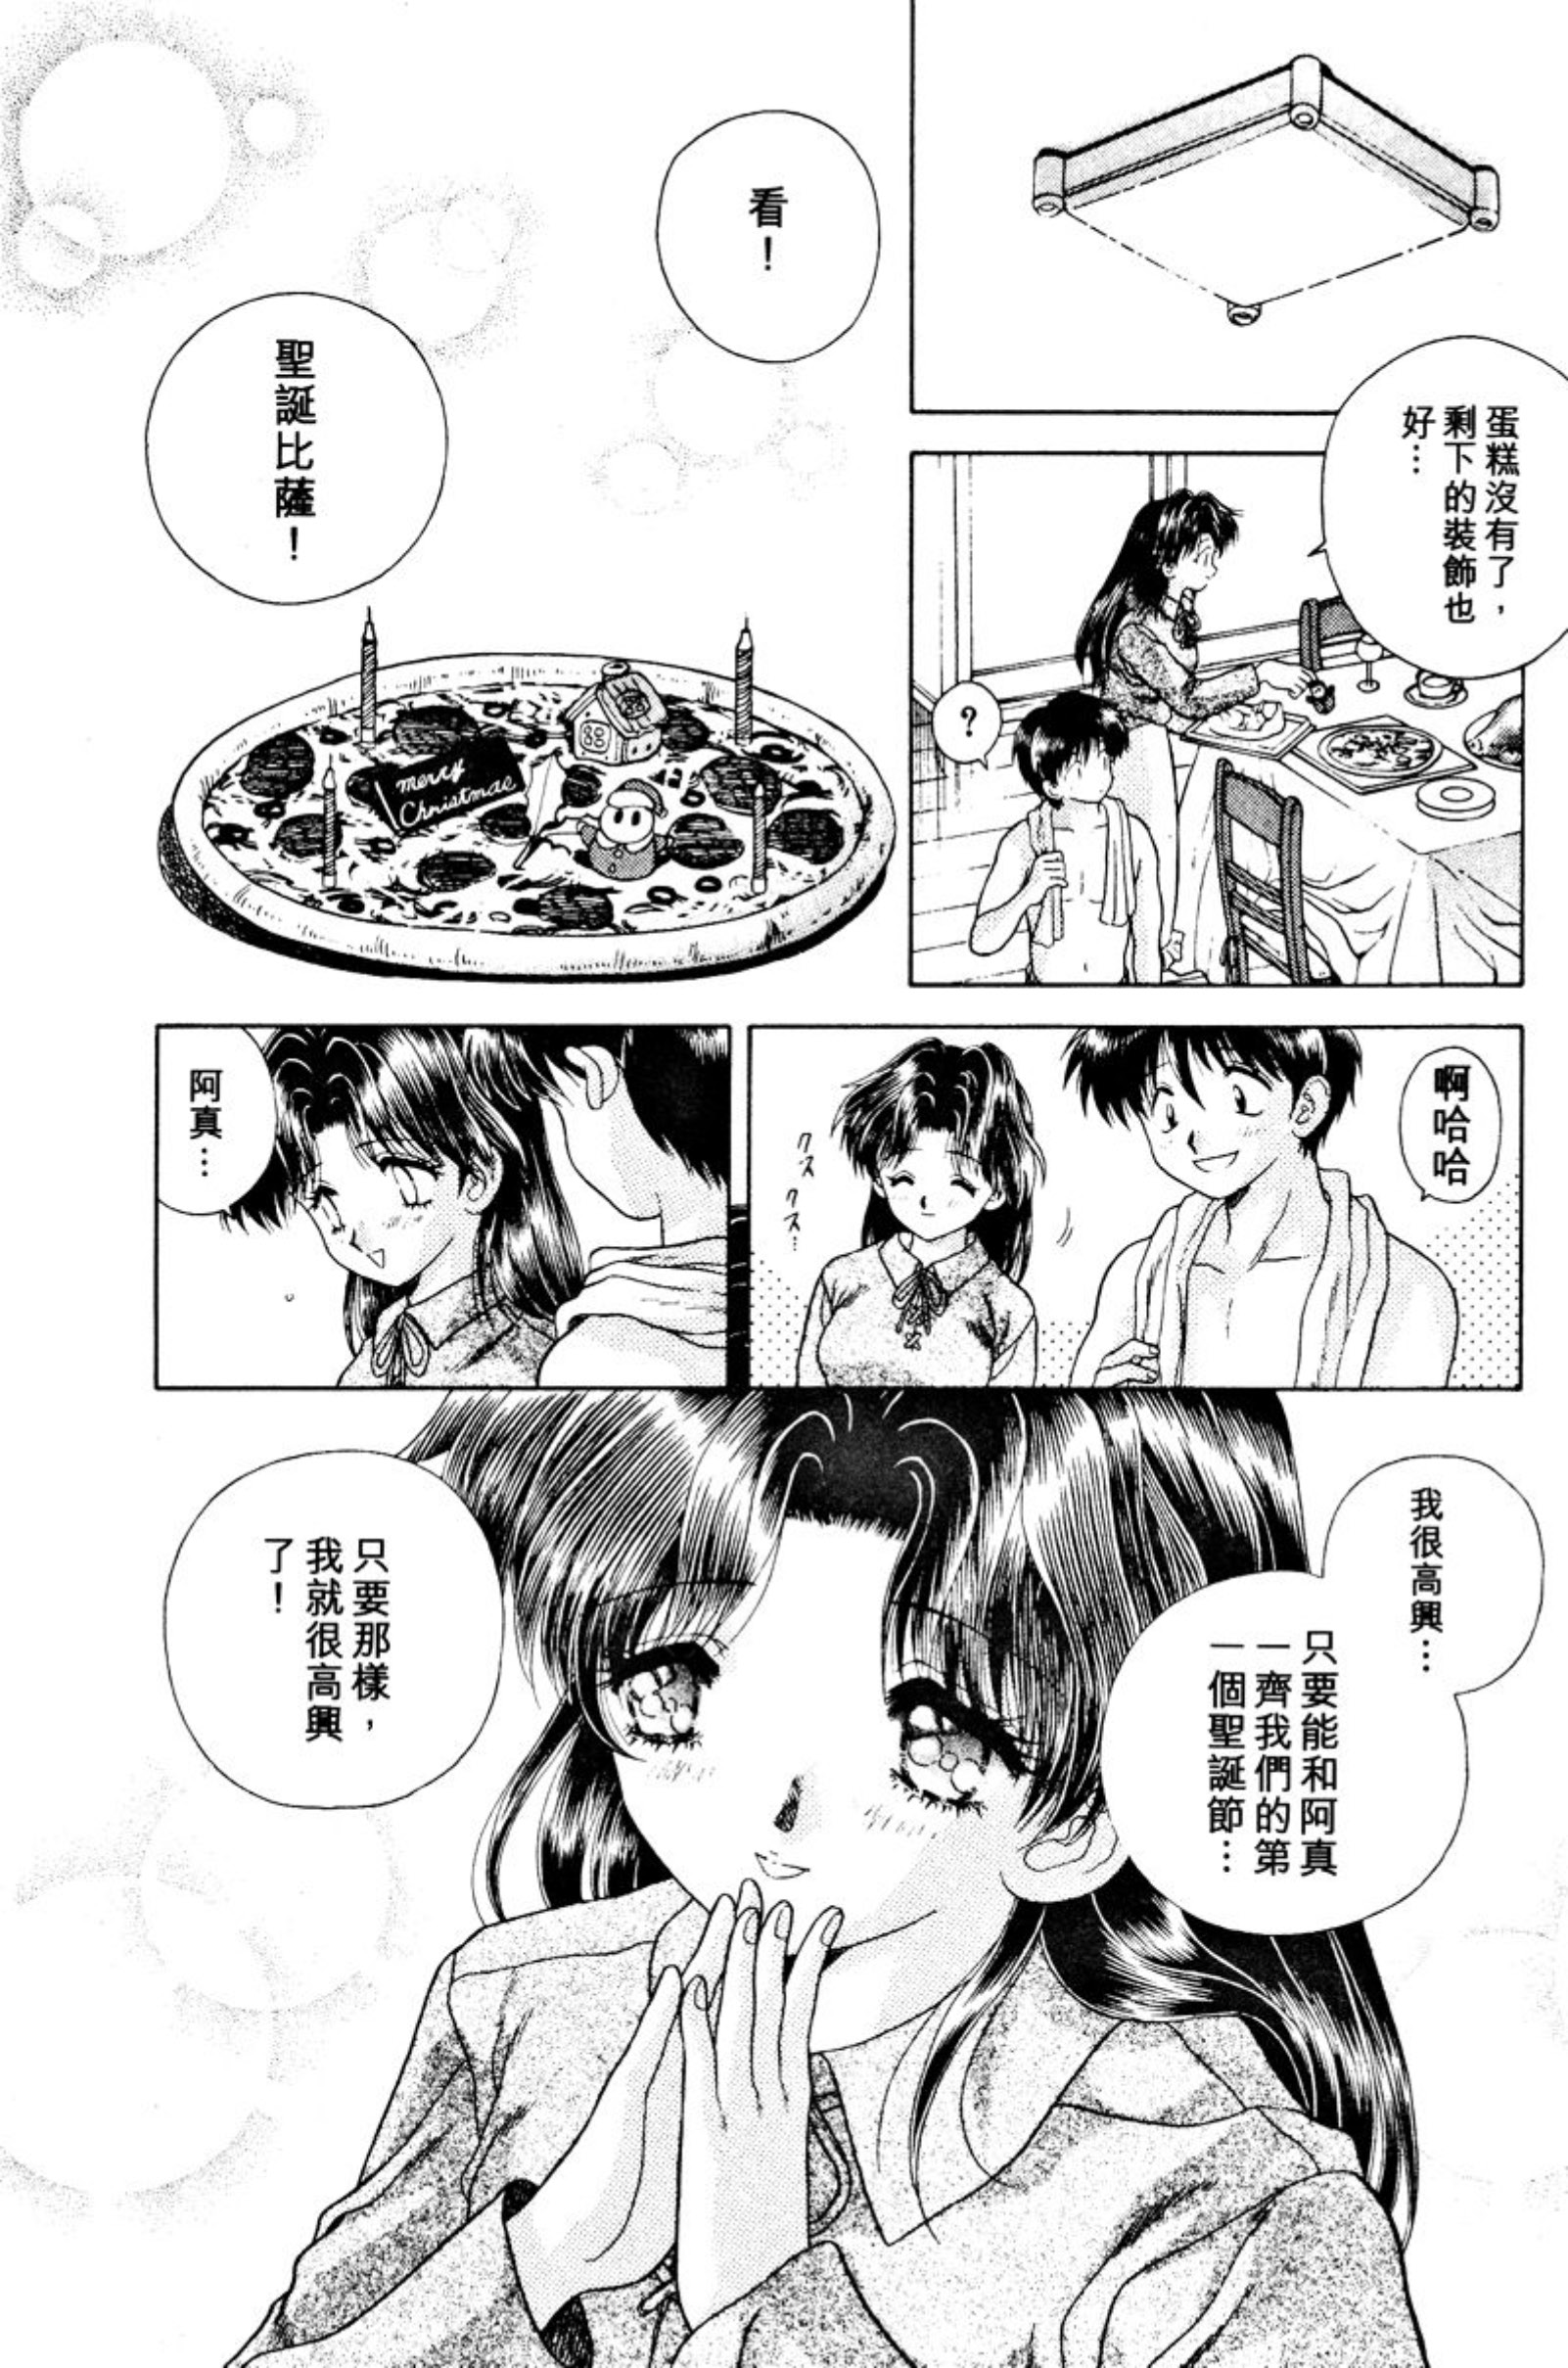 蛋糕沒有了，
剩下的裝飾也
好…
？
看！
聖誕比薩！
merry
Christmas
啊哈哈
クス クス…
阿真…
我很高興…
只要能和阿真
一齊我們的第
一個聖誕節…
只要那樣，
我就很高興
了！